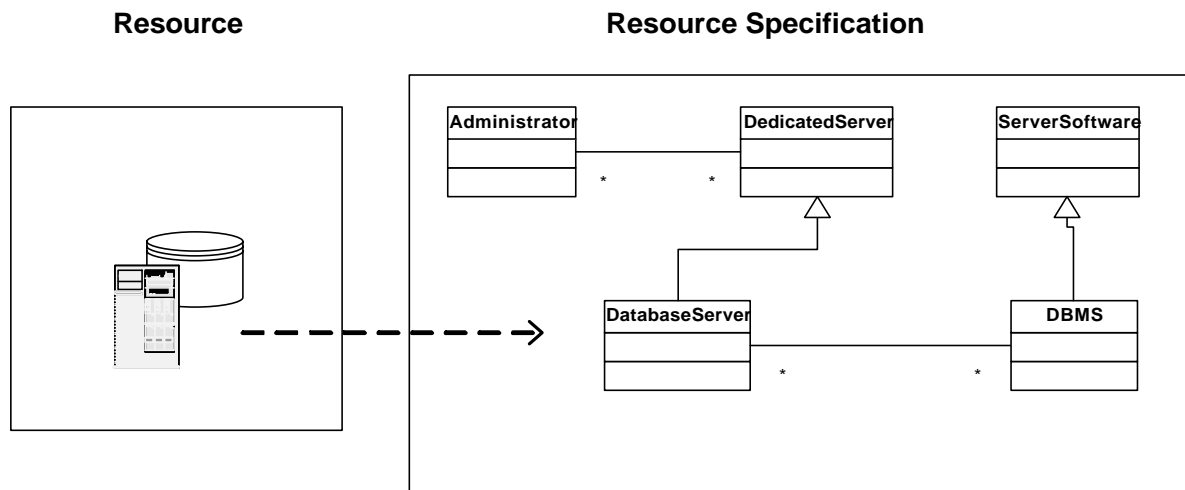 Resource
Resource Specification
Administrator
DedicatedServer
ServerSoftware
* *
DatabaseServer
DBMS
* *